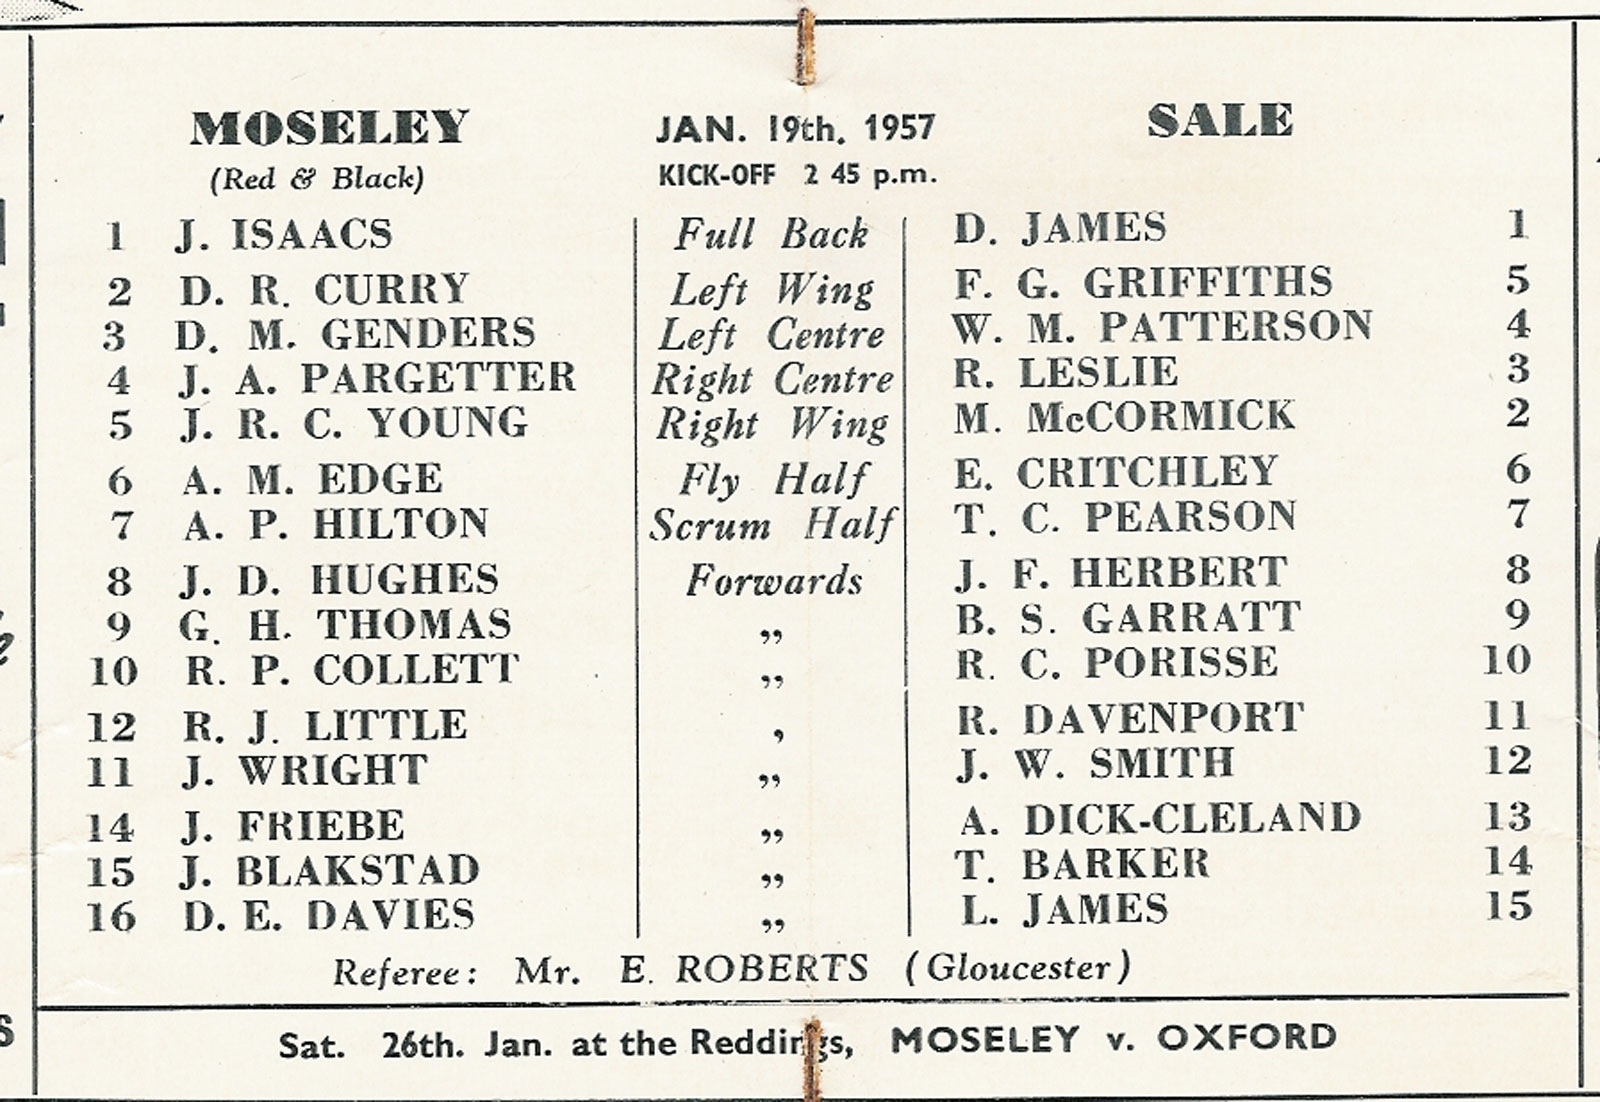 MOSELEY JAN. 19th. 1957 SALE
(Red & Black) KICK-OFF 2 45 p.m.
1 J. ISAACS Full Back D. JAMES 1
2 D. R. CURRY Left Wing F. G. GRIFFITHS 5
3 D. M. GENDERS Left Centre W. M. PATTERSON 4
4 J. A. PARGETTER Right Centre R. LESLIE 3
5 J. R. C. YOUNG Right Wing M. McCORMICK 2
6 A. M. EDGE Fly Half E. CRITCHLEY 6
7 A. P. HILTON Scrum Half T. C. PEARSON 7
8 J. D. HUGHES Forwards J. F. HERBERT 8
9 G. H. THOMAS ,, B. S. GARRATT 9
10 R. P. COLLETT ,, R. C. PORISSE 10
12 R. J. LITTLE , R. DAVENPORT 11
11 J. WRIGHT ,, J. W. SMITH 12
14 J. FRIEBE ,, A. DICK-CLELAND 13
15 J. BLAKSTAD ,, T. BARKER 14
16 D. E. DAVIES ,, L. JAMES 15
Referee: Mr. E. ROBERTS (Gloucester)
Sat. 26th. Jan. at the Reddings, MOSELEY v. OXFORD